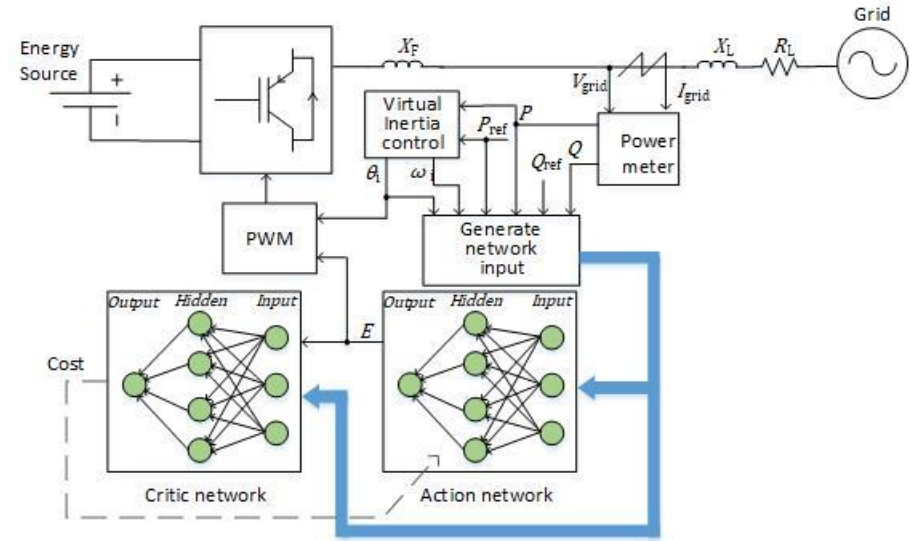 Grid
Energy
Source
+
X_F
X_L
R_L
V_grid
I_grid
Virtual
Inertia
control
P_ref
P
Q
Power
meter
θ_i
ω_i
Q_ref
PWM
Generate
network
input
Output Hidden Input
E
Output Hidden Input
Cost
Critic network
Action network